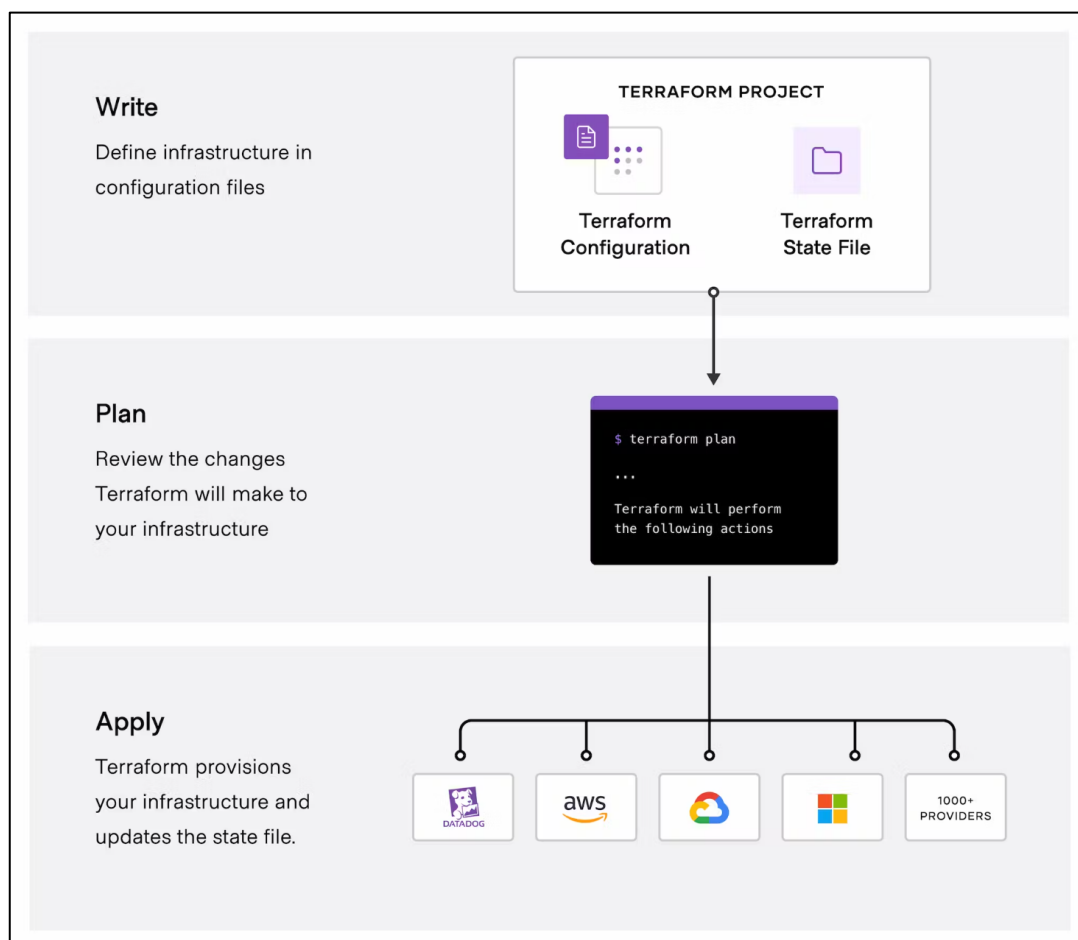 Write
Define infrastructure in
configuration files
TERRAFORM PROJECT
Terraform
Configuration
Terraform
State File
Plan
Review the changes
Terraform will make to
your infrastructure
$ terraform plan
...
Terraform will perform
the following actions
Apply
Terraform provisions
your infrastructure and
updates the state file.
DATADOG
aws
1000+
PROVIDERS